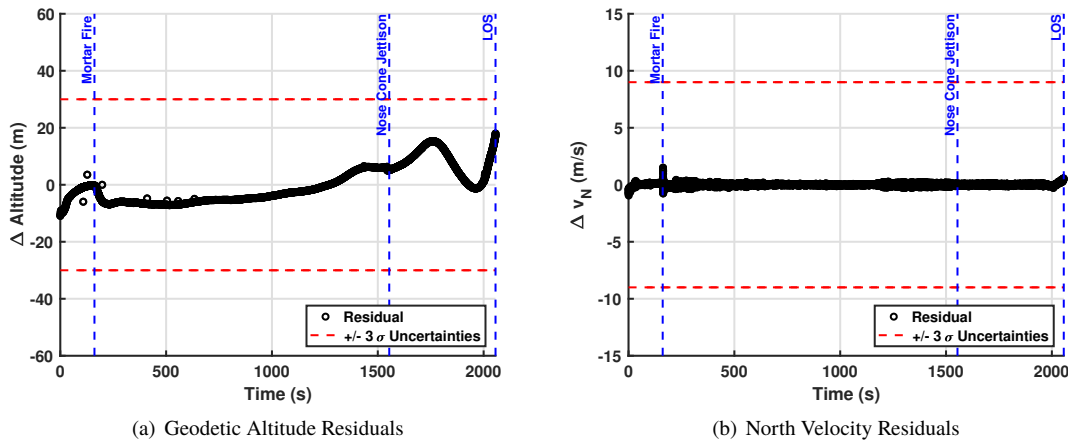 60
40
20
0
-20
-40
-60
Δ Altitutde (m)
Mortar Fire
Nose Cone Jettison
LOS
Residual
+/- 3 σ Uncertainties
0 500 1000 1500 2000
Time (s)
(a) Geodetic Altitude Residuals
15
10
5
0
-5
-10
-15
Δ v_N (m/s)
Mortar Fire
Nose Cone Jettison
LOS
Residual
+/- 3 σ Uncertainties
0 500 1000 1500 2000
Time (s)
(b) North Velocity Residuals